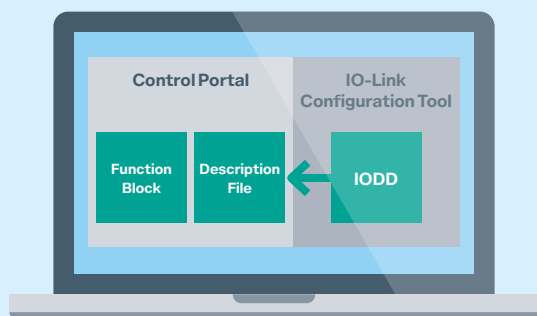 Control Portal
IO-Link
Configuration Tool
Function
Block
Description
File
IODD